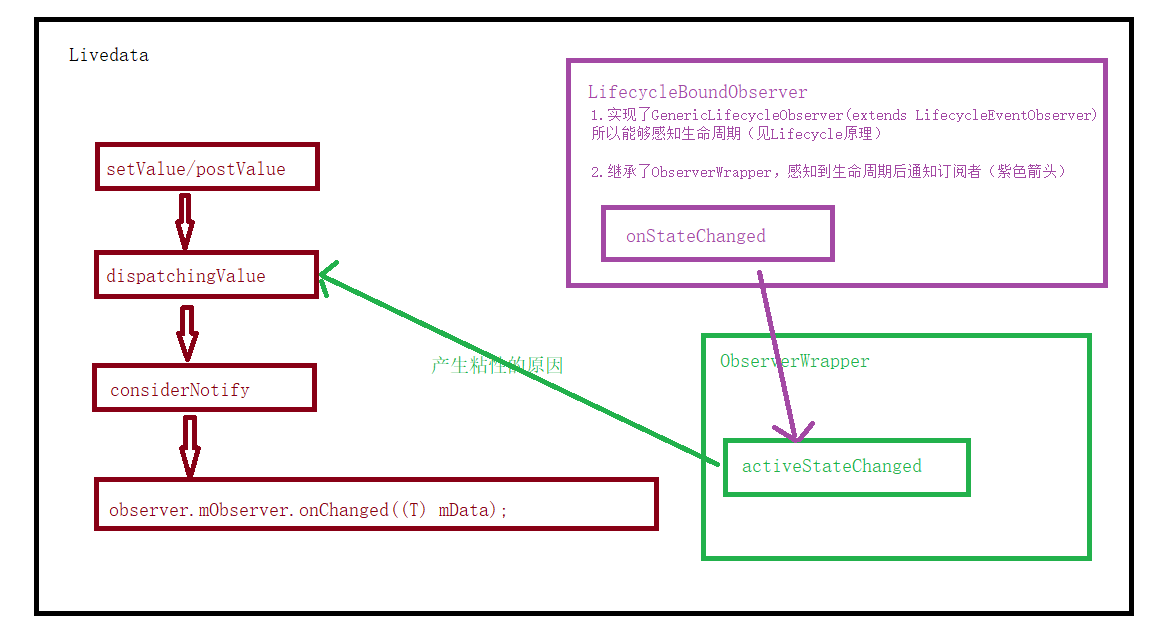 Livedata
LifecycleBoundObserver
1.实现了GenericLifecycleObserver(extends LifecycleEventObserver)
所以能够感知生命周期（见Lifecycle原理）
2.继承了ObserverWrapper，感知到生命周期后通知订阅者（紫色箭头）
onStateChanged
setValue/postValue
dispatchingValue
considerNotify
observer.mObserver.onChanged((T) mData);
产生粘性的原因
ObserverWrapper
activeStateChanged